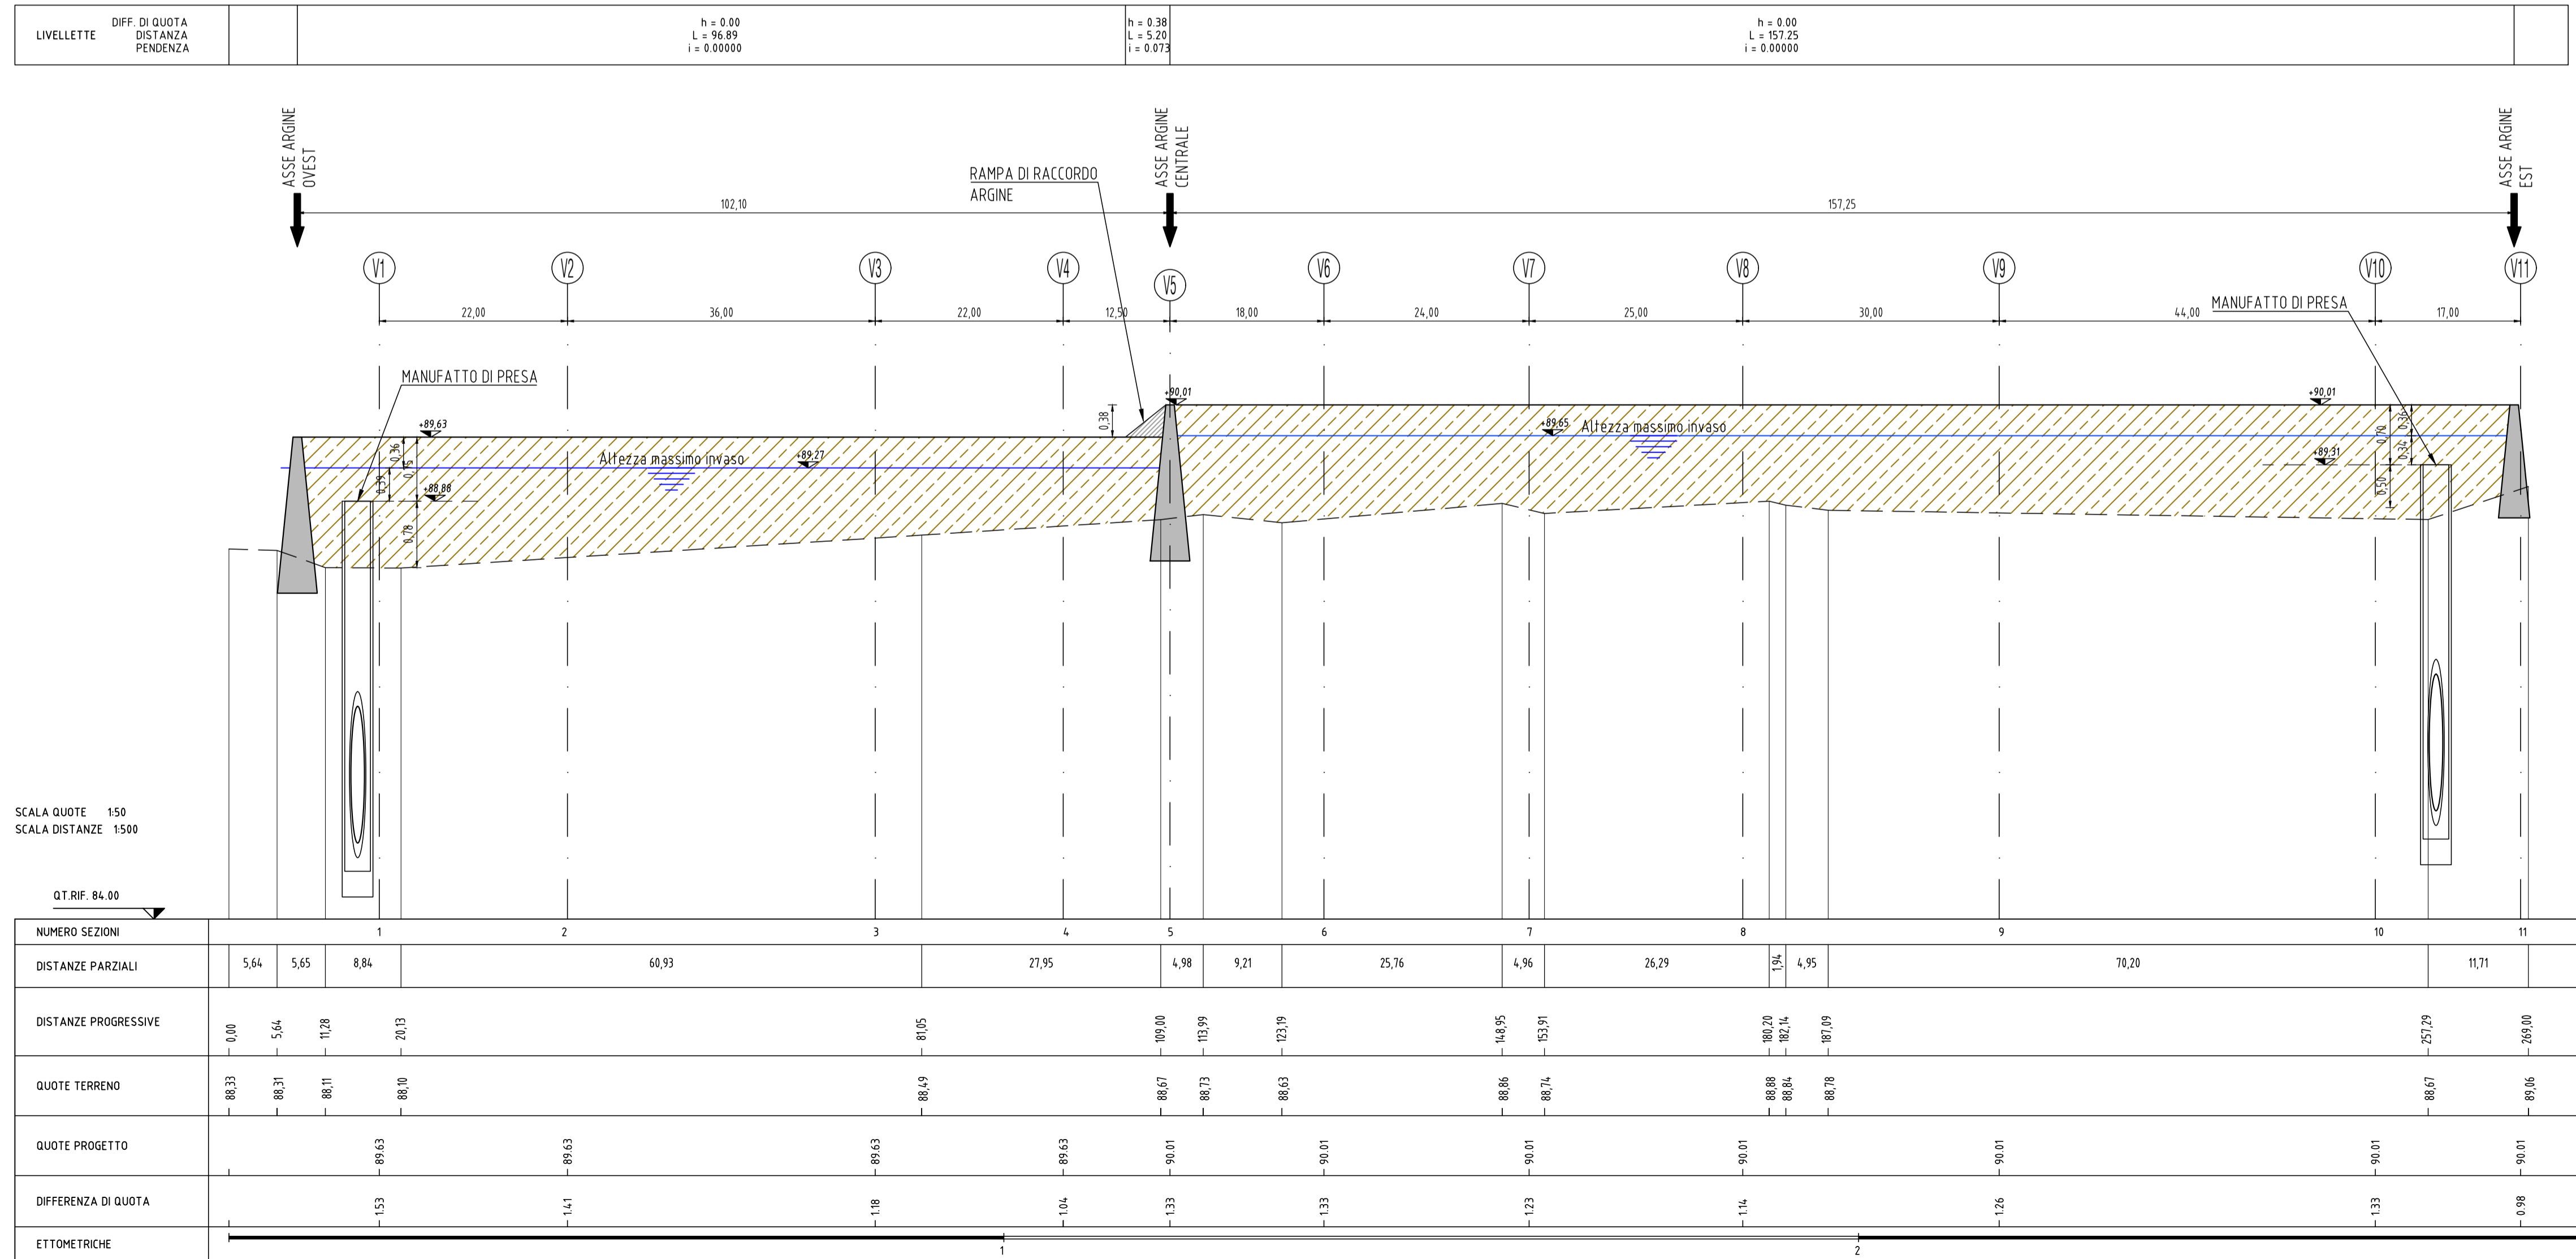 LIVELLETTE
DIFF. DI QUOTA
DISTANZA
PENDENZA
h = 0.00
L = 96.89
i = 0.00000
h = 0.38
L = 5.20
i = 0.073
h = 0.00
L = 157.25
i = 0.00000
ASSE ARGINE
OVEST
ASSE ARGINE
CENTRALE
ASSE ARGINE
EST
RAMPA DI RACCORDO
ARGINE
102,10
157,25
V1
V2
V3
V4
V5
V6
V7
V8
V9
V10
V11
22,00
36,00
22,00
12,50
18,00
24,00
25,00
30,00
44,00
17,00
MANUFATTO DI PRESA
MANUFATTO DI PRESA
+89,63
0,36
0,75
0,39
+88,88
0,78
Altezza massimo invaso
+89,27
0,38
+90,01
+89,65
Altezza massimo invaso
+90,01
0,36
0,70
0,34
+89,31
0,50
SCALA QUOTE 1:50
SCALA DISTANZE 1:500
QT.RIF. 84.00
NUMERO SEZIONI 1 2 3 4 5 6 7 8 9 10 11
DISTANZE PARZIALI 5,64 5,65 8,84 60,93 27,95 4,98 9,21 25,76 4,96 26,29 1,94 4,95 70,20 11,71
DISTANZE PROGRESSIVE 0,00 5,64 11,28 20,13 81,05 109,00 113,99 123,19 148,95 153,91 180,20 182,14 187,09 257,29 269,00
QUOTE TERRENO 88,33 88,31 88,11 88,10 88,49 88,67 88,73 88,63 88,86 88,74 88,88 88,84 88,78 88,67 89,06
QUOTE PROGETTO 89.63 89.63 89.63 89.63 90.01 90.01 90.01 90.01 90.01 90.01 90.01
DIFFERENZA DI QUOTA 1.53 1.41 1.18 1.04 1.33 1.33 1.23 1.14 1.26 1.33 0.98
ETTOMETRICHE 1 2